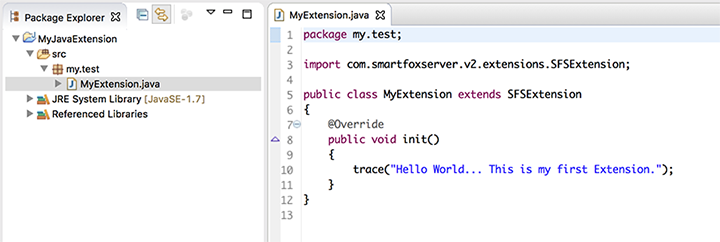 Package Explorer
MyJavaExtension
src
my.test
MyExtension.java
JRE System Library [JavaSE-1.7]
Referenced Libraries
MyExtension.java
1 package my.test;
2
3 import com.smartfoxserver.v2.extensions.SFSExtension;
4
5 public class MyExtension extends SFSExtension
6 {
7 @Override
8 public void init()
9 {
10 trace("Hello World... This is my first Extension.");
11 }
12 }
13